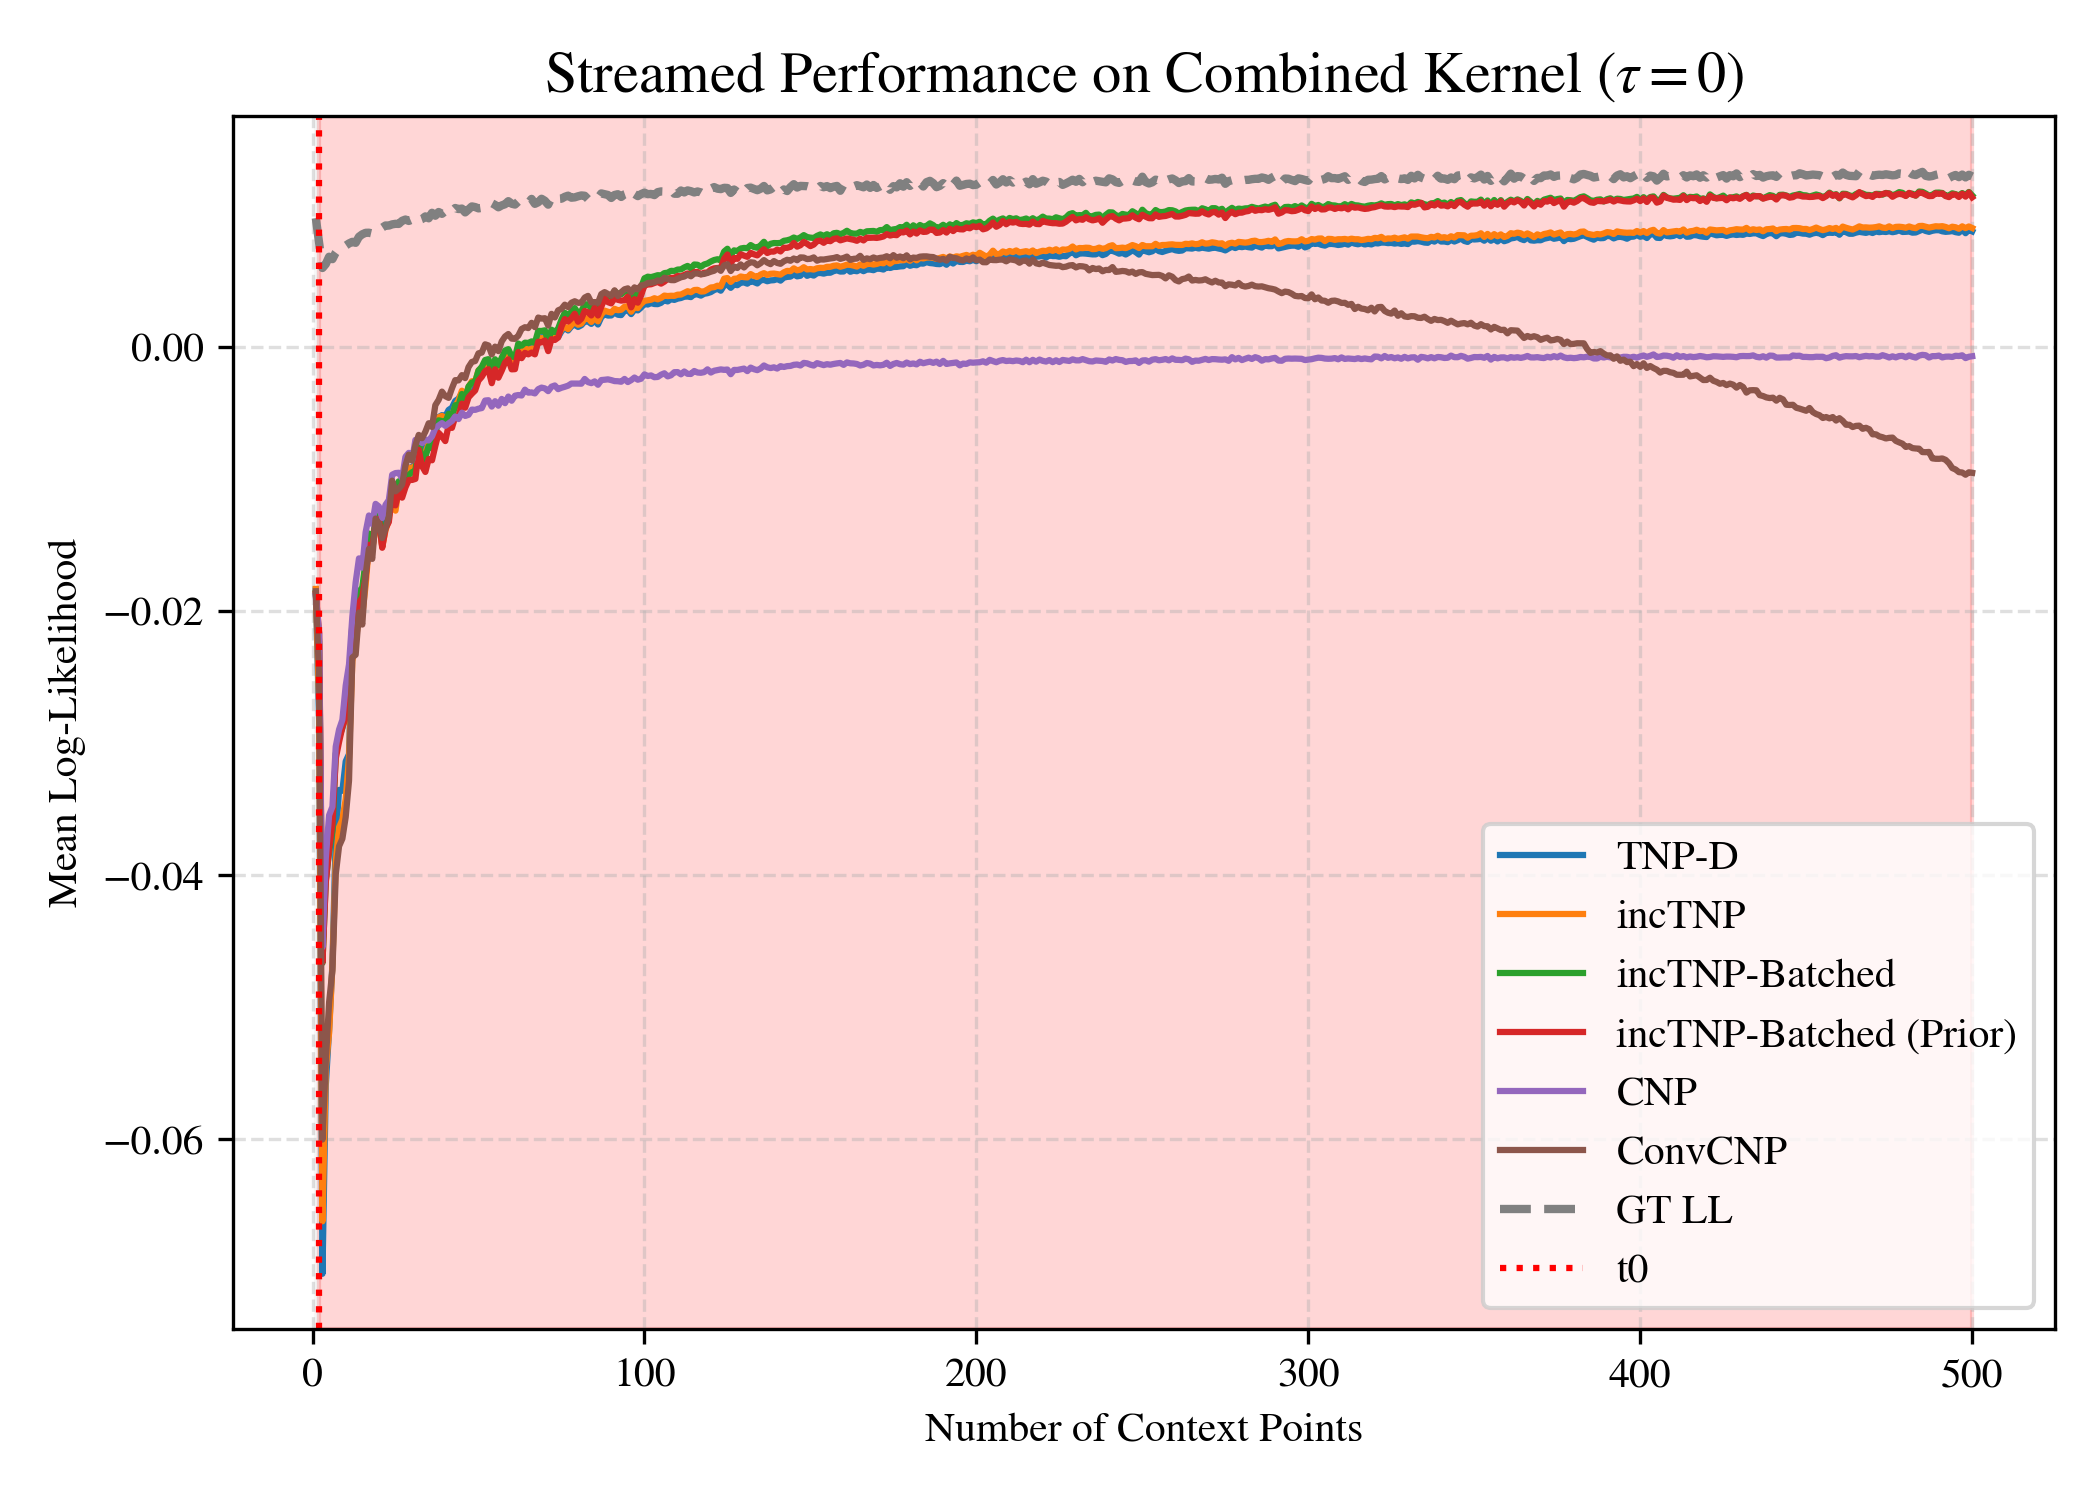 Streamed Performance on Combined Kernel (τ = 0)
Mean Log-Likelihood
0.00
−0.02
−0.04
−0.06
TNP-D
incTNP
incTNP-Batched
incTNP-Batched (Prior)
CNP
ConvCNP
GT LL
t0
0 100 200 300 400 500
Number of Context Points